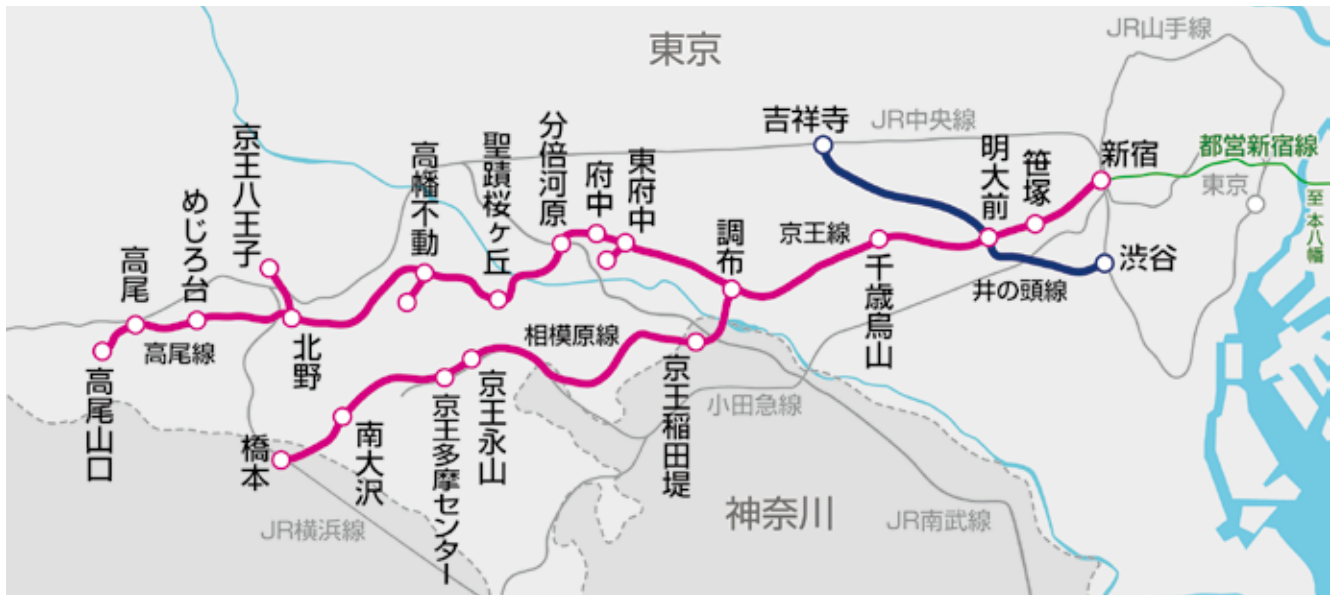 東京
JR山手線
吉祥寺
JR中央線
明大前
笹塚
新宿
都営新宿線
東京
至 本八幡
京王八王子
めじろ台
高尾
高幡不動
聖蹟桜ヶ丘
分倍河原
府中
東府中
調布
京王線
千歳烏山
井の頭線
渋谷
高尾線
高尾山口
北野
相模原線
橋本
南大沢
京王多摩センター
京王永山
京王稲田堤
小田急線
神奈川
JR南武線
JR横浜線